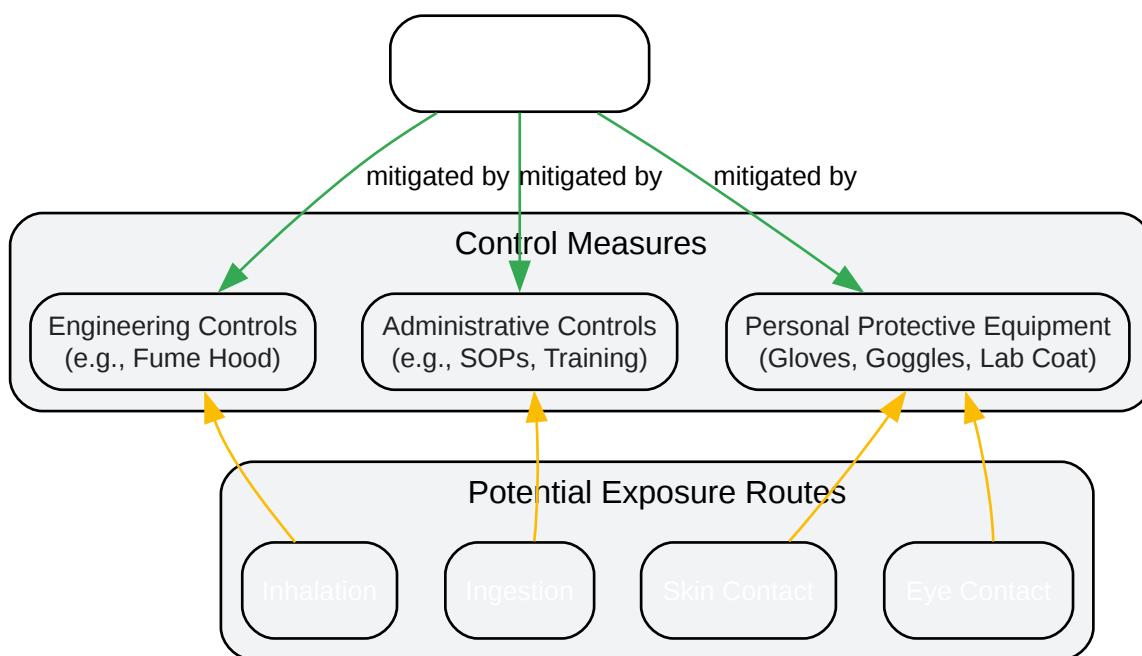 mitigated by mitigated by mitigated by
Control Measures
Engineering Controls
(e.g., Fume Hood)
Administrative Controls
(e.g., SOPs, Training)
Personal Protective Equipment
(Gloves, Goggles, Lab Coat)
Potential Exposure Routes
Inhalation
Ingestion
Skin Contact
Eye Contact